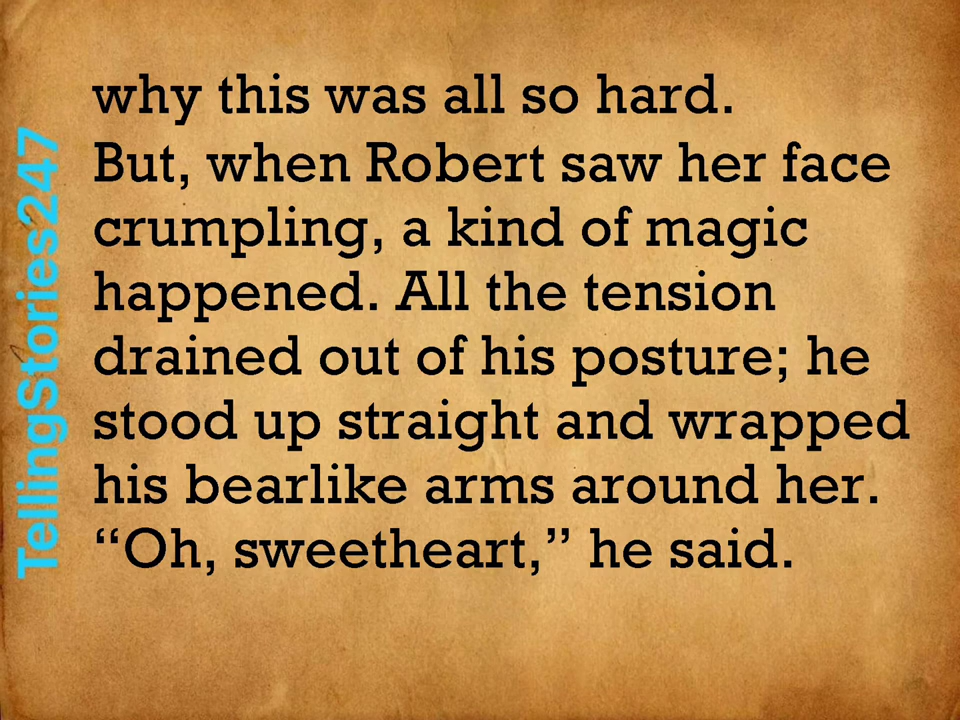 why this was all so hard.
But, when Robert saw her face
crumpling, a kind of magic
happened. All the tension
drained out of his posture; he
stood up straight and wrapped
his bearlike arms around her.
“Oh, sweetheart,” he said.
TellingStories247